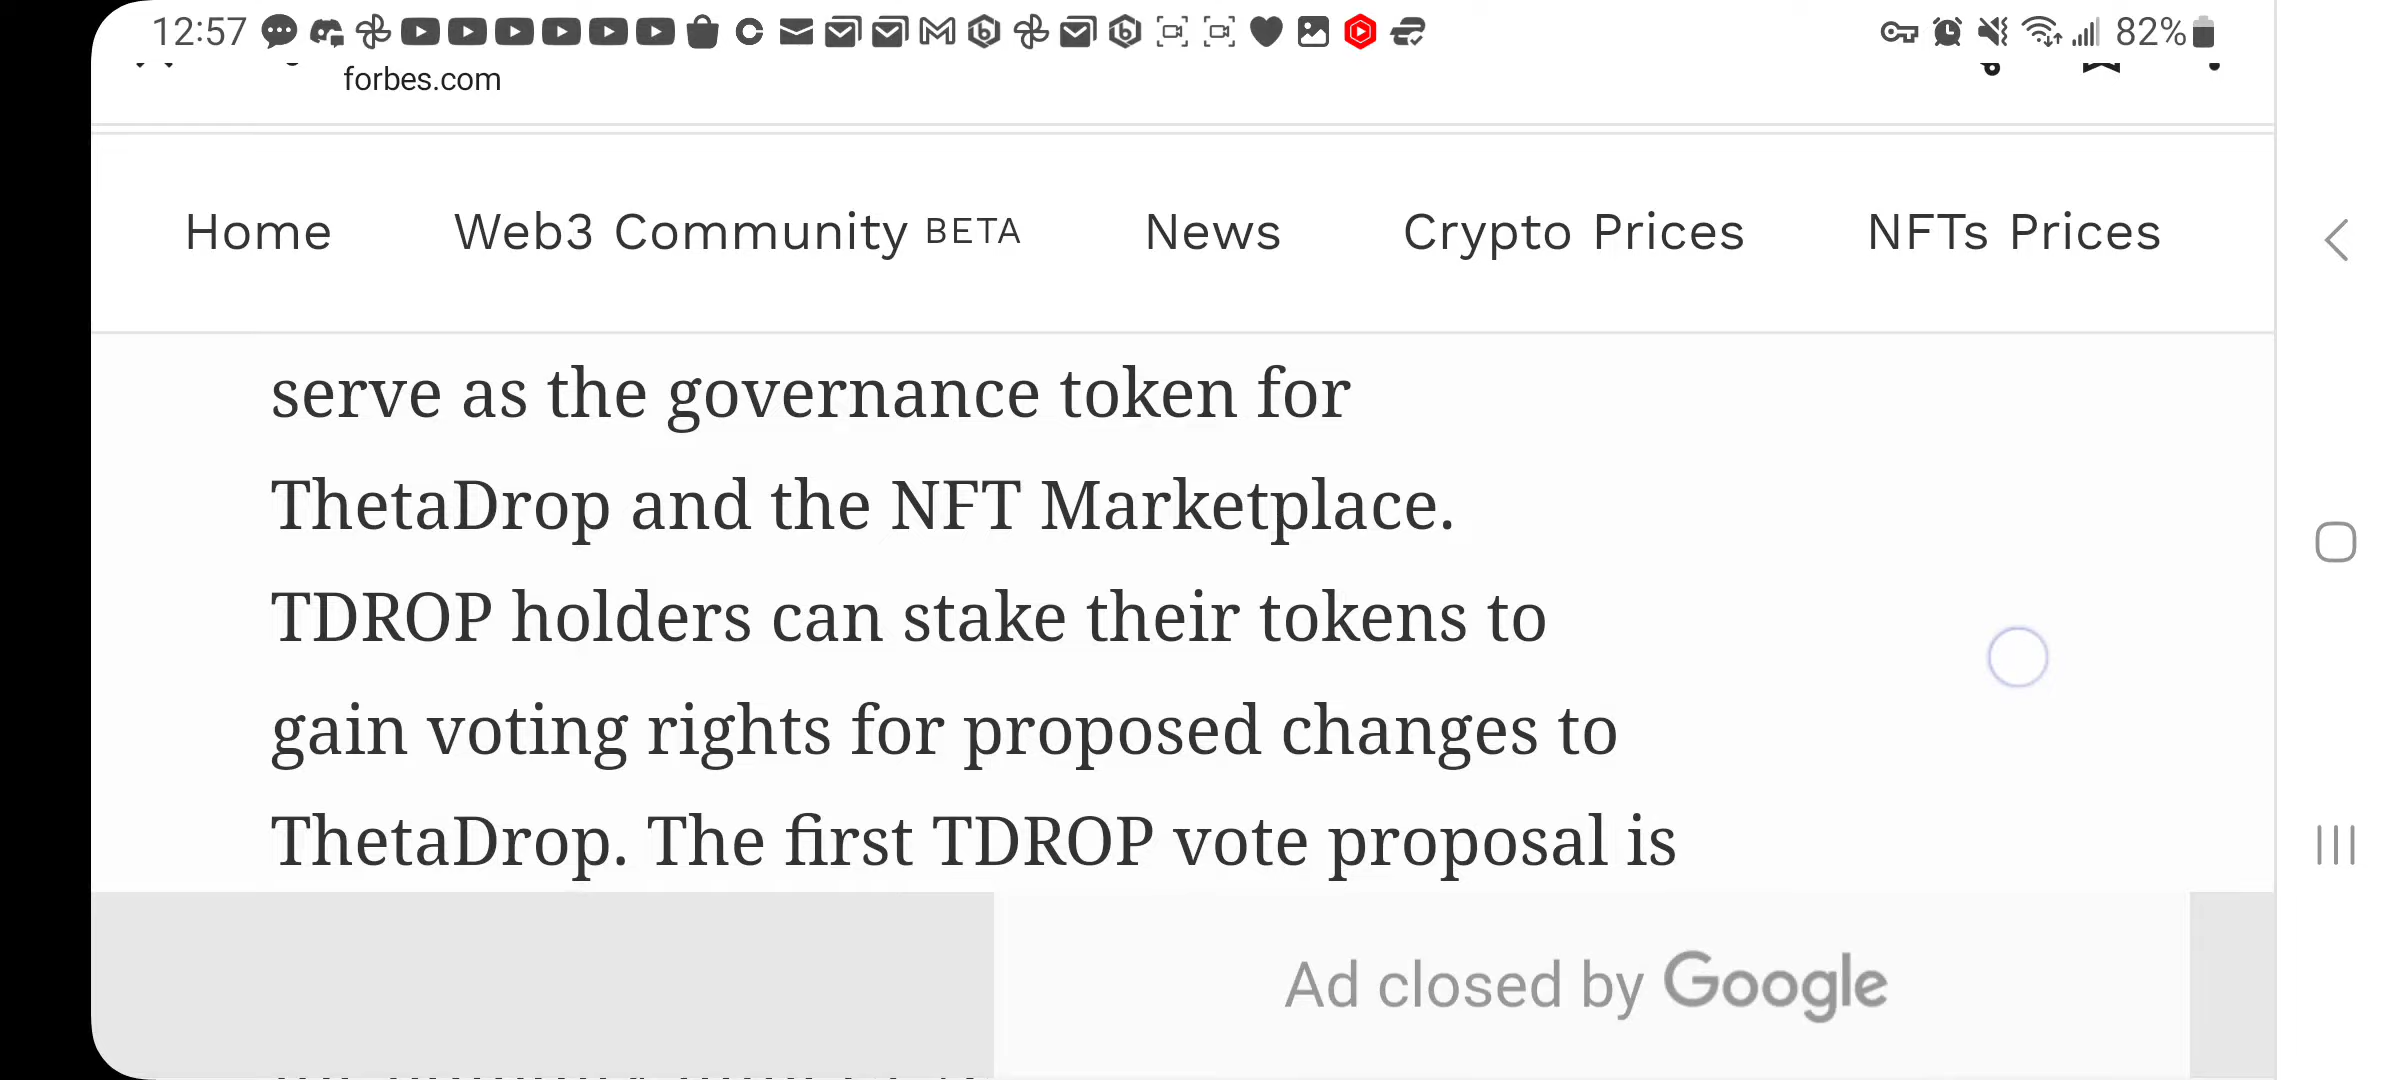 12:57 82%
forbes.com
Home Web3 Community BETA News Crypto Prices NFTs Prices
serve as the governance token for
ThetaDrop and the NFT Marketplace.
TDROP holders can stake their tokens to
gain voting rights for proposed changes to
ThetaDrop. The first TDROP vote proposal is
Ad closed by Google